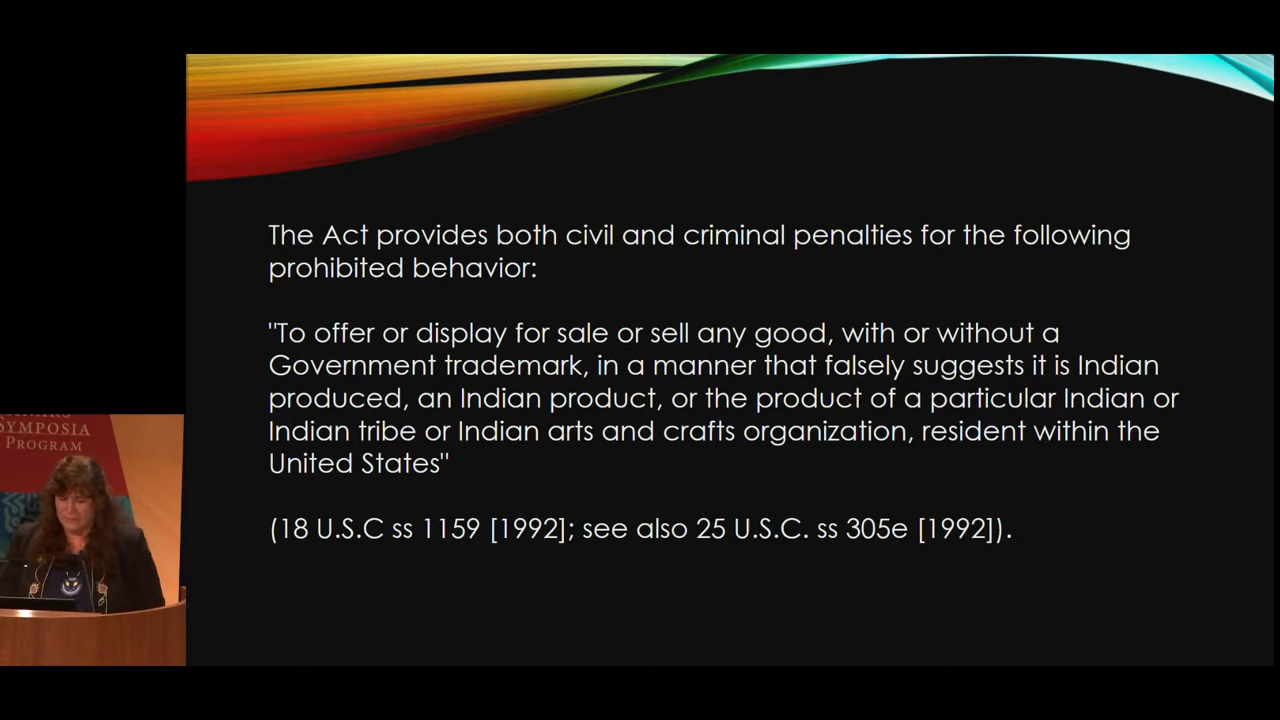 The Act provides both civil and criminal penalties for the following
prohibited behavior:
"To offer or display for sale or sell any good, with or without a
Government trademark, in a manner that falsely suggests it is Indian
produced, an Indian product, or the product of a particular Indian or
Indian tribe or Indian arts and crafts organization, resident within the
United States"
(18 U.S.C ss 1159 [1992]; see also 25 U.S.C. ss 305e [1992]).
SYMPOSIA
PROGRAM